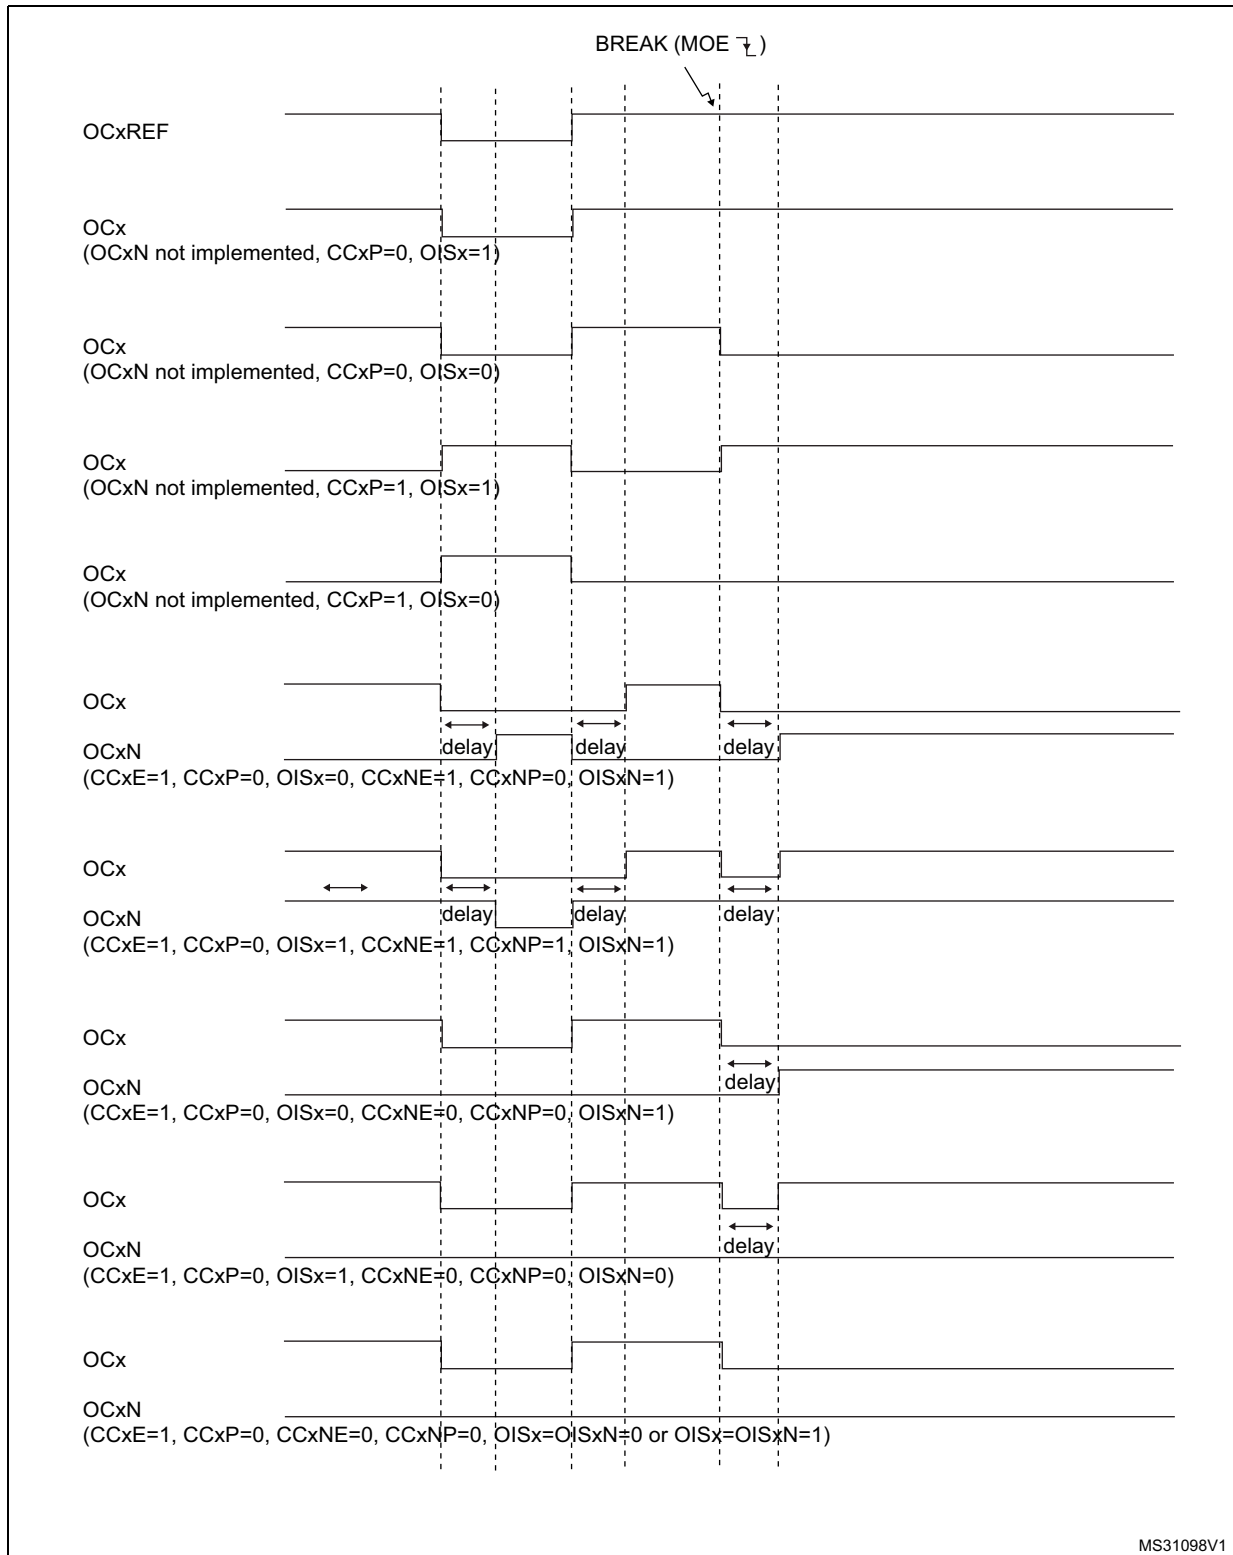 BREAK (MOE )
OCxREF
OCx
(OCxN not implemented, CCxP=0, OISx=1)
OCx
(OCxN not implemented, CCxP=0, OISx=0)
OCx
(OCxN not implemented, CCxP=1, OISx=1)
OCx
(OCxN not implemented, CCxP=1, OISx=0)
OCx
OCxN
delay
delay
delay
(CCxE=1, CCxP=0, OISx=0, CCxNE=1, CCxNP=0, OISxN=1)
OCx
OCxN
delay
delay
delay
(CCxE=1, CCxP=0, OISx=1, CCxNE=1, CCxNP=1, OISxN=1)
OCx
OCxN
delay
(CCxE=1, CCxP=0, OISx=0, CCxNE=0, CCxNP=0, OISxN=1)
OCx
OCxN
delay
(CCxE=1, CCxP=0, OISx=1, CCxNE=0, CCxNP=0, OISxN=0)
OCx
OCxN
(CCxE=1, CCxP=0, CCxNE=0, CCxNP=0, OISx=OISxN=0 or OISx=OISxN=1)
MS31098V1